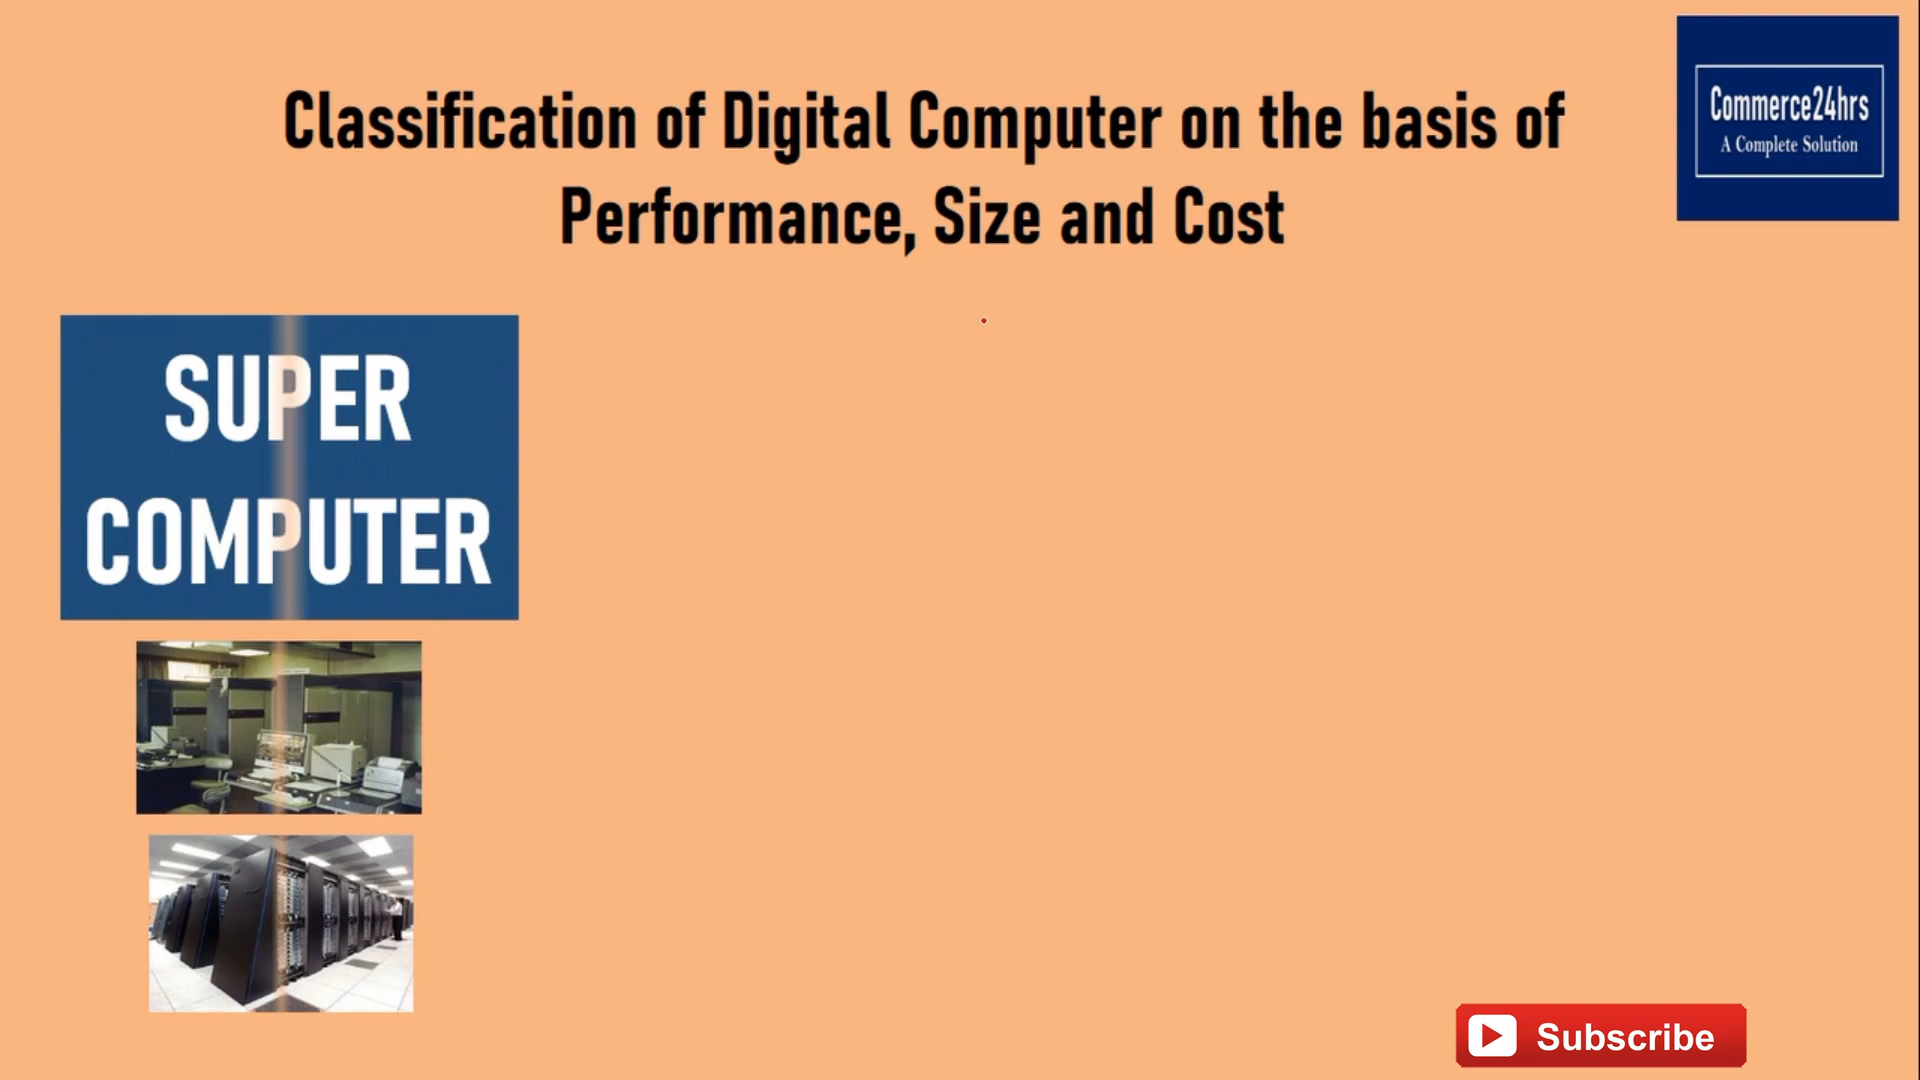 Classification of Digital Computer on the basis of
Performance, Size and Cost
Commerce24hrs
A Complete Solution
SUPER
COMPUTER
Subscribe